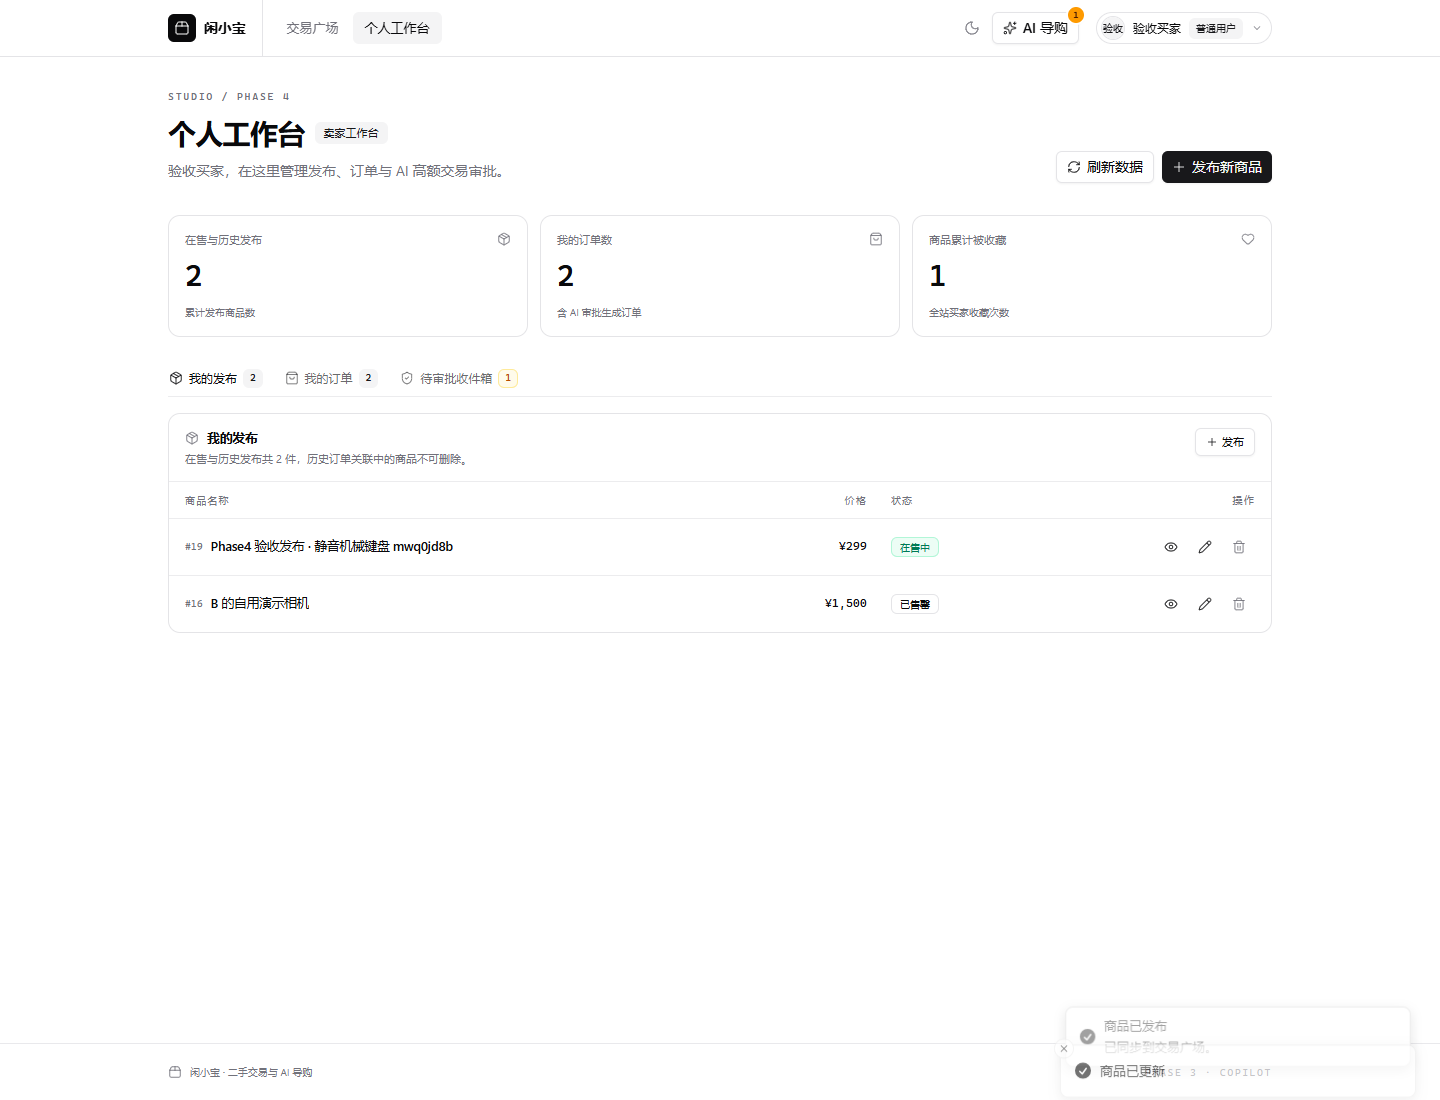 闲小宝
交易广场
个人工作台
AI 导购
1
验收
验收买家
普通用户
STUDIO / PHASE 4
个人工作台
卖家工作台
验收买家，在这里管理发布、订单与 AI 高额交易审批。
刷新数据
发布新商品
在售与历史发布
2
累计发布商品数
我的订单数
2
含 AI 审批生成订单
商品累计被收藏
1
全站买家收藏次数
我的发布 2
我的订单 2
待审批收件箱 1
我的发布
在售与历史发布共 2 件，历史订单关联中的商品不可删除。
发布
商品名称 价格 状态 操作
#19 Phase4 验收发布 · 静音机械键盘 mwq0jd8b ¥299 在售中
#16 B 的自用演示相机 ¥1,500 已售罄
商品已发布
已同步到交易广场。
商品已更新
闲小宝 · 二手交易与 AI 导购
SE 3 · COPILOT